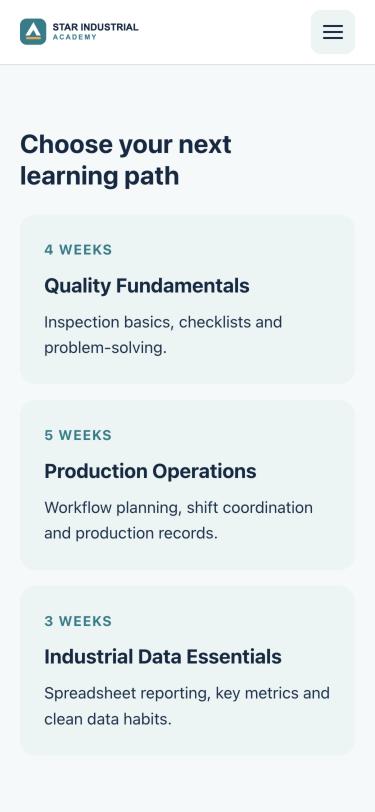 STAR INDUSTRIAL
ACADEMY
Choose your next
learning path
4 WEEKS
Quality Fundamentals
Inspection basics, checklists and
problem-solving.
5 WEEKS
Production Operations
Workflow planning, shift coordination
and production records.
3 WEEKS
Industrial Data Essentials
Spreadsheet reporting, key metrics and
clean data habits.